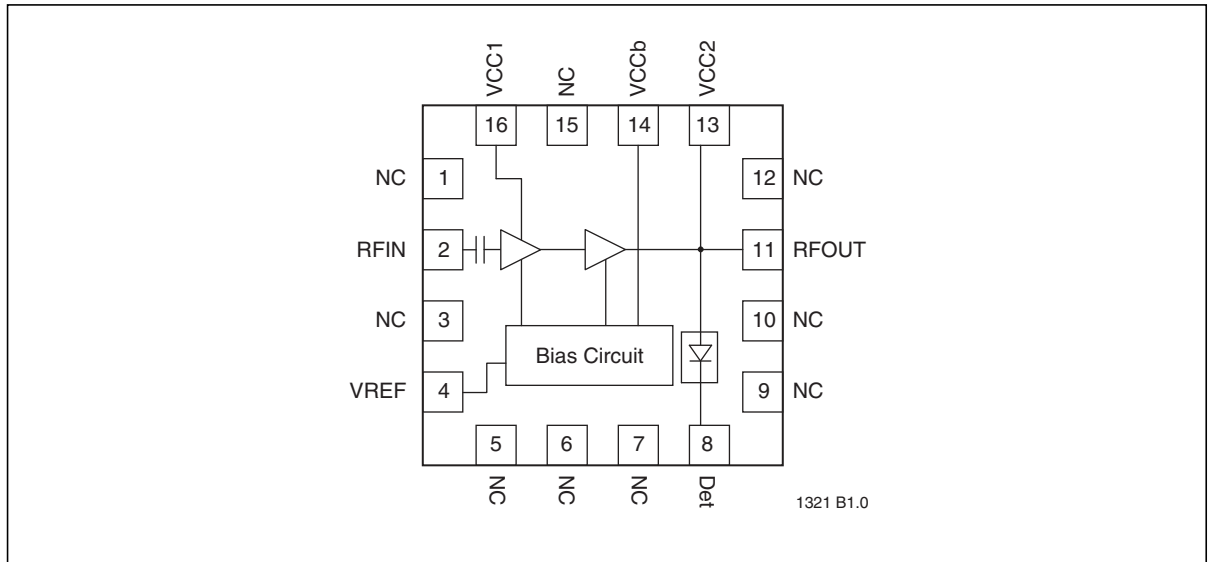 VCC1 NC VCCb VCC2
16 15 14 13
NC 1 12 NC
RFIN 2 11 RFOUT
NC 3 10 NC
Bias Circuit
VREF 4 9 NC
5 6 7 8
NC NC NC Det
1321 B1.0